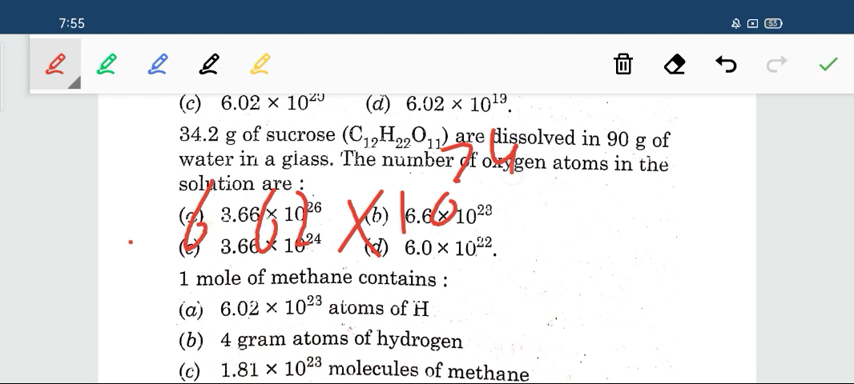 7:55
53
(c) 6.02 × 10²⁵ (d) 6.02 × 10¹⁹.
34.2 g of sucrose (C₁₂H₂₂O₁₁) are dissolved in 90 g of
water in a glass. The number of oxygen atoms in the
solution are :
(a) 3.66 × 10²⁶ (b) 6.6 × 10²³
(c) 3.66 × 10²⁴ (d) 6.0 × 10²².
6 62 × 10²⁴
1 mole of methane contains :
(a) 6.02 × 10²³ atoms of H
(b) 4 gram atoms of hydrogen
(c) 1.81 × 10²³ molecules of methane